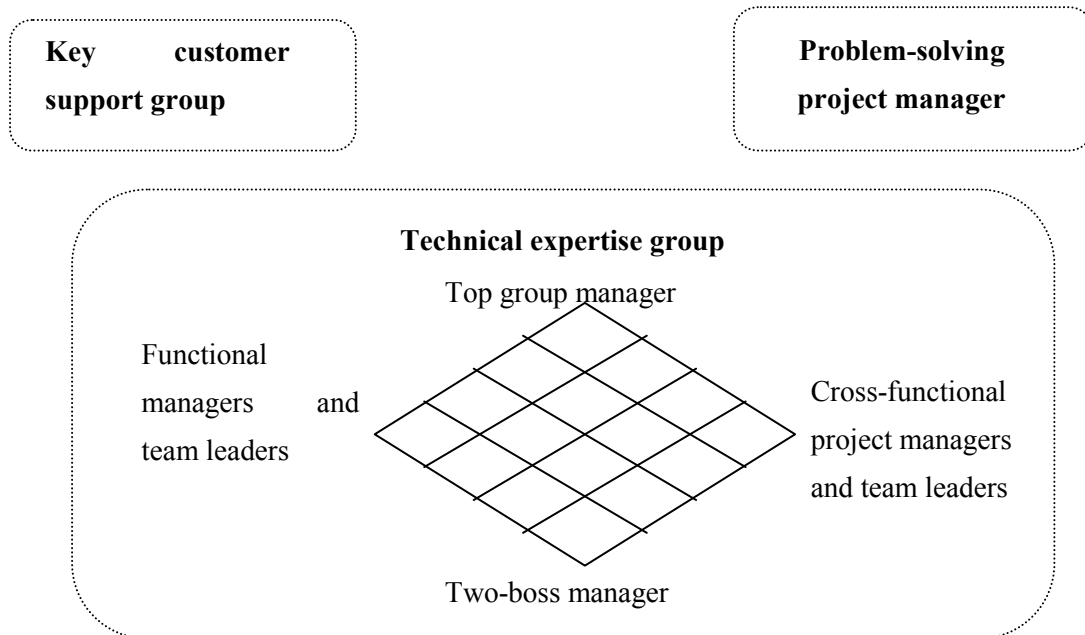 Key customer
support group
Problem-solving
project manager
Technical expertise group
Top group manager
Functional
managers and
team leaders
Cross-functional
project managers
and team leaders
Two-boss manager